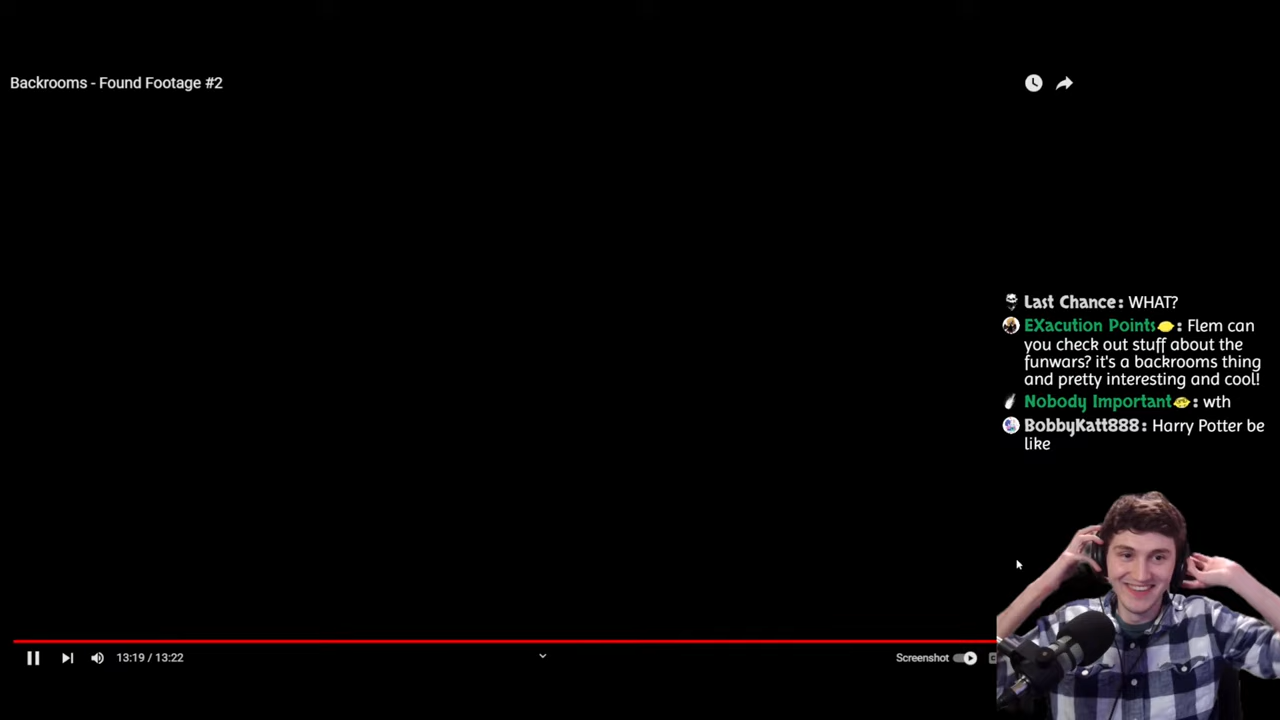 Backrooms - Found Footage #2
Last Chance: WHAT?
EXacution Points: Flem can
you check out stuff about the
funwars? it's a backrooms thing
and pretty interesting and cool!
Nobody Important: wth
BobbyKatt888: Harry Potter be
like
13:19 / 13:22
Screenshot